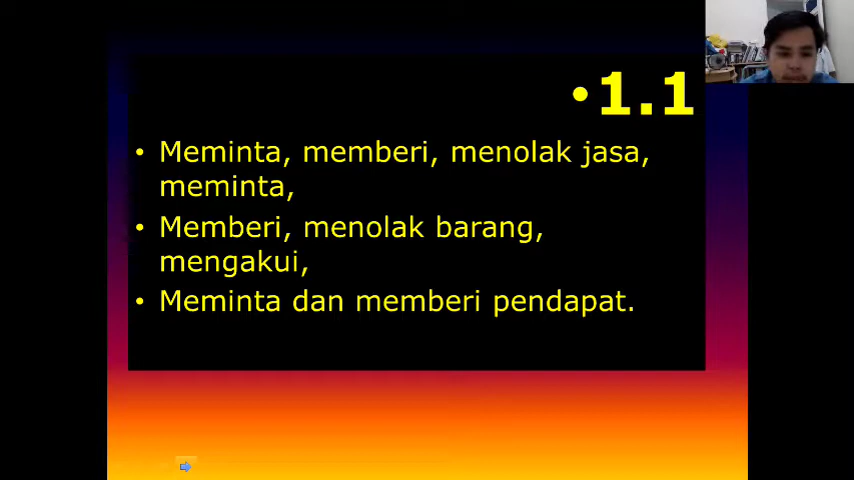 •1.1
• Meminta, memberi, menolak jasa,
meminta,
• Memberi, menolak barang,
mengakui,
• Meminta dan memberi pendapat.